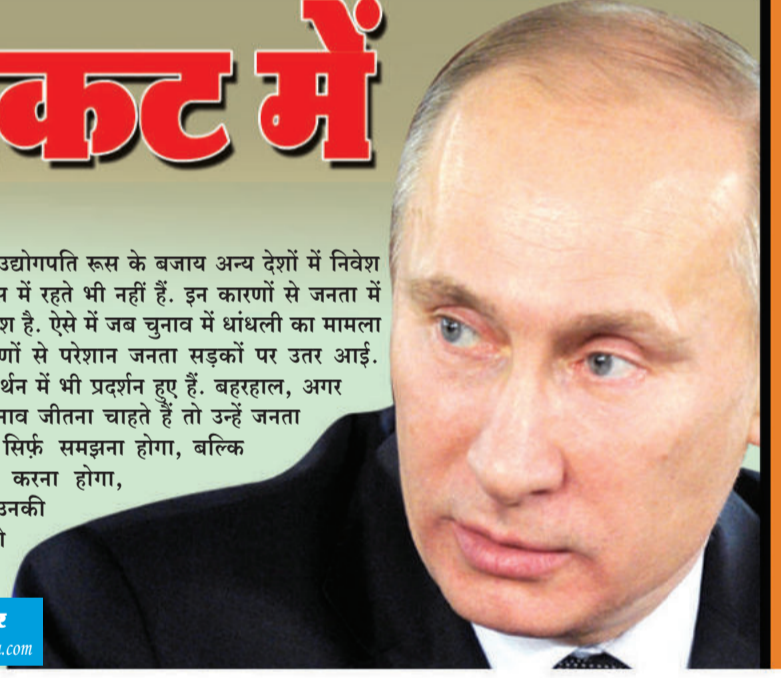 कट में
उद्योगपति रूस के बजाय अन्य देशों में निवेश
में रहते भी नहीं हैं. इन कारणों से जनता में
है. ऐसे में जब चुनाव में धांधली का मामला
से परेशान जनता सड़कों पर उतर आई.
में भी प्रदर्शन हुए हैं. बहरहाल, अगर
जीतना चाहते हैं तो उन्हें जनता
सिर्फ़ समझना होगा, बल्कि
करना होगा,
उनकी
.com